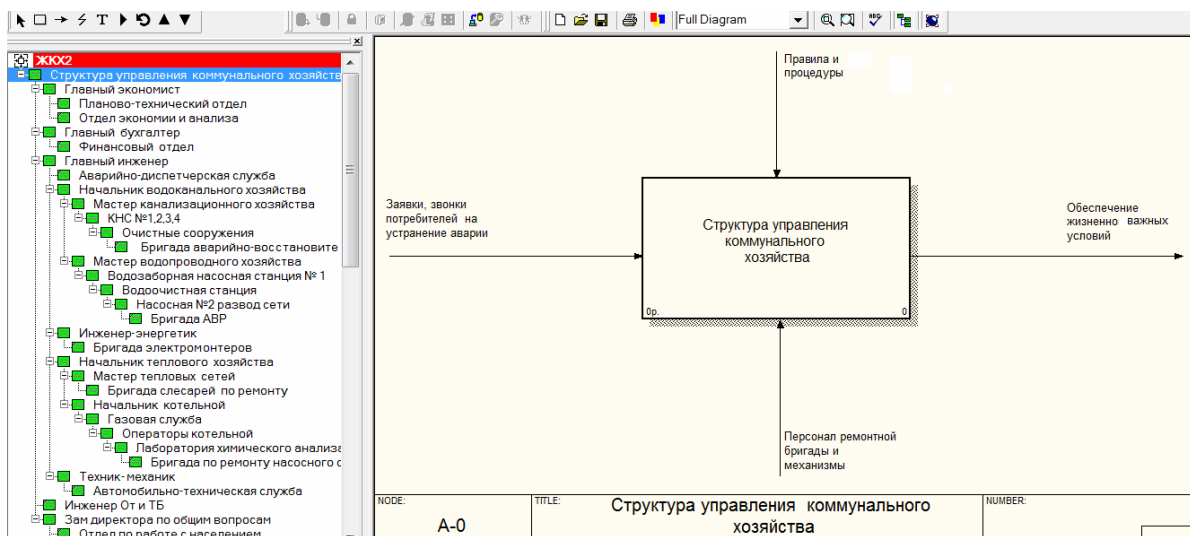 Full Diagram
ЖКХ2
Структура управления коммунального хозяйств
Главный экономист
Планово-технический отдел
Отдел экономии и анализа
Главный бухгалтер
Финансовый отдел
Главный инженер
Аварийно-диспетчерская служба
Начальник водоканального хозяйства
Мастер канализационного хозяйства
КНС №1,2,3,4
Очистные сооружения
Бригада аварийно-восстановите
Мастер водопроводного хозяйства
Водозаборная насосная станция № 1
Водоочистная станция
Насосная №2 развод сети
Бригада АВР
Инженер-энергетик
Бригада электромонтеров
Начальник теплового хозяйства
Мастер тепловых сетей
Бригада слесарей по ремонту
Начальник котельной
Газовая служба
Операторы котельной
Лаборатория химического анализа
Бригада по ремонту насосного о
Техник-механик
Автомобильно-техническая служба
Инженер От и ТБ
Зам директора по общим вопросам
Отдел по работе с населением
Правила и
процедуры
Заявки, звонки
потребителей на
устранение аварии
Структура управления
коммунального
хозяйства
0р.
0
Обеспечение
жизненно важных
условий
Персонал ремонтной
бригады и
механизмы
NODE:
A-0
TITLE:
Структура управления коммунального
хозяйства
NUMBER: